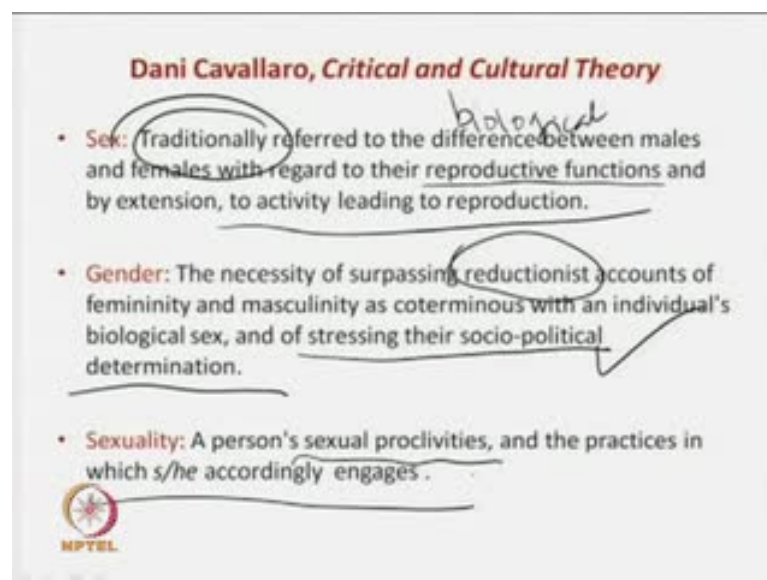 Dani Cavallaro, Critical and Cultural Theory
biological
• Sex: Traditionally referred to the difference between males
and females with regard to their reproductive functions and
by extension, to activity leading to reproduction.
• Gender: The necessity of surpassing reductionist accounts of
femininity and masculinity as coterminous with an individual's
biological sex, and of stressing their socio-political
determination.
• Sexuality: A person's sexual proclivities, and the practices in
which s/he accordingly engages .
NPTEL